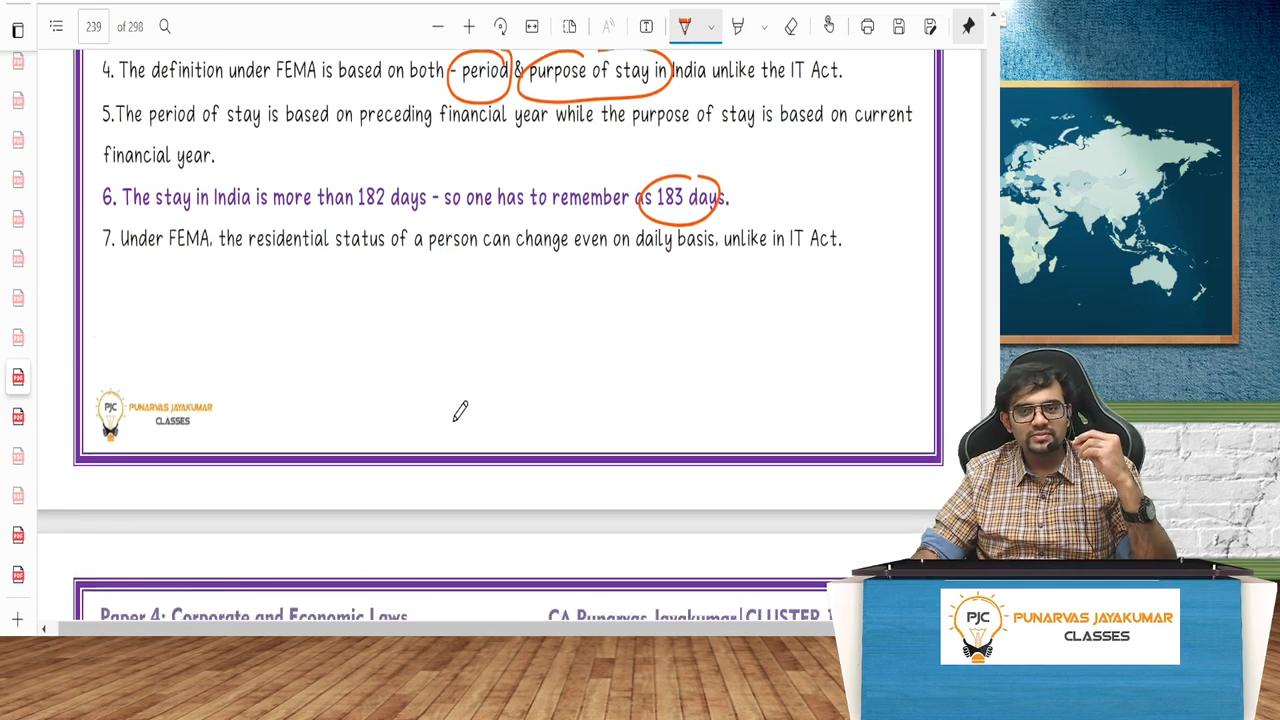 239 of 298
4. The definition under FEMA is based on both - period & purpose of stay in India unlike the IT Act.
5.The period of stay is based on preceding financial year while the purpose of stay is based on current
financial year.
6. The stay in India is more than 182 days - so one has to remember as 183 days.
7. Under FEMA, the residential status of a person can change even on daily basis, unlike in IT Act.
PJC PUNARVAS JAYAKUMAR
CLASSES
Paper 4: Corporate and Economic Laws CA Punarvas Jayakumar|CLUSTER
PJC PUNARVAS JAYAKUMAR
CLASSES